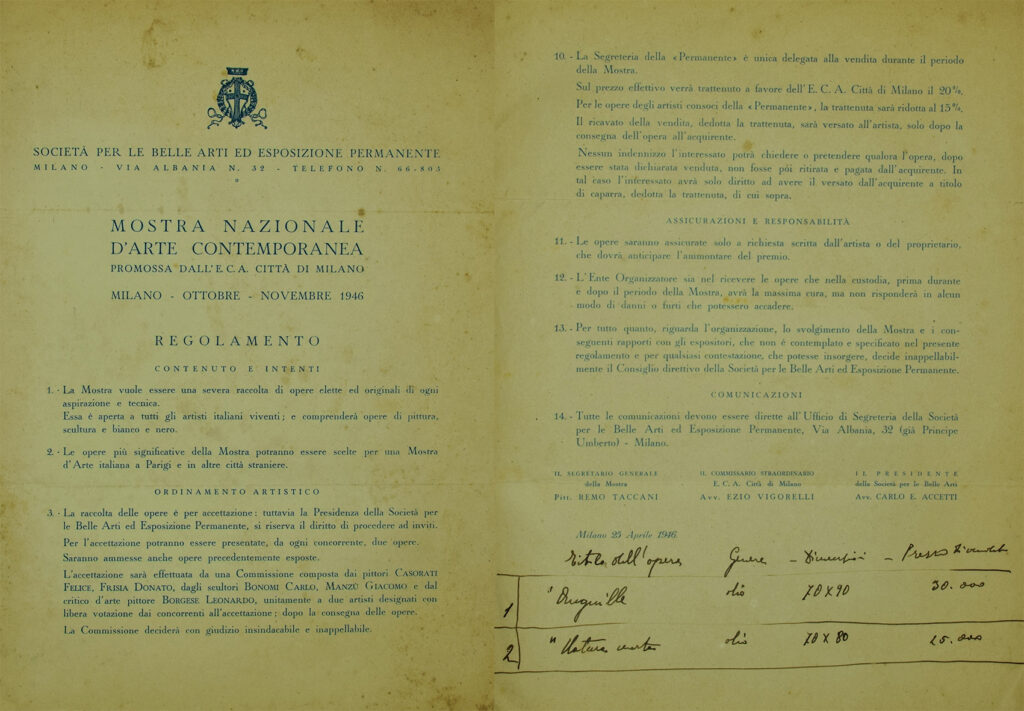 SOCIETÀ PER LE BELLE ARTI ED ESPOSIZIONE PERMANENTE
MILANO - VIA ALBANIA N. 32 - TELEFONO N. 66-803
MOSTRA NAZIONALE
D'ARTE CONTEMPORANEA
PROMOSSA DALL'E.C.A. CITTÀ DI MILANO
MILANO - OTTOBRE - NOVEMBRE 1946
REGOLAMENTO
CONTENUTO E INTENTI
1. - La Mostra vuole essere una severa raccolta di opere elette ed originali di ogni
aspirazione e tecnica.
Essa è aperta a tutti gli artisti italiani viventi; e comprenderà opere di pittura,
scultura e bianco e nero.
2. - Le opere più significative della Mostra potranno essere scelte per una Mostra
d'Arte italiana a Parigi e in altre città straniere.
ORDINAMENTO ARTISTICO
3. - La raccolta delle opere è per accettazione: tuttavia la Presidenza della Società per
le Belle Arti ed Esposizione Permanente, si riserva il diritto di procedere ad inviti.
Per l'accettazione potranno essere presentate, da ogni concorrente, due opere.
Saranno ammesse anche opere precedentemente esposte.
L'accettazione sarà effettuata da una Commissione composta dai pittori CASORATI
FELICE, FRISIA DONATO, dagli scultori BONOMI CARLO, MANZÙ GIACOMO e dal
critico d'arte pittore BORGESE LEONARDO, unitamente a due artisti designati con
libera votazione dai concorrenti all'accettazione; dopo la consegna delle opere.
La Commissione deciderà con giudizio insindacabile e inappellabile.
10. - La Segreteria della «Permanente» è unica delegata alla vendita durante il periodo
della Mostra.
Sul prezzo effettivo verrà trattenuto a favore dell'E.C.A. Città di Milano il 20%.
Per le opere degli artisti consoci della «Permanente», la trattenuta sarà ridotta al 15%.
Il ricavato della vendita, dedotta la trattenuta, sarà versato all'artista, solo dopo la
consegna dell'opera all'acquirente.
Nessun indennizzo l'interessato potrà chiedere o pretendere qualora l'opera, dopo
essere stata dichiarata venduta, non fosse pói ritirata e pagata dall'acquirente. In
tal caso l'interessato avrà solo diritto ad avere il versato dall'acquirente a titolo
di caparra, dedotta la trattenuta, di cui sopra.
ASSICURAZIONI E RESPONSABILITÀ
11. - Le opere saranno assicurate solo a richiesta scritta dall'artista o del proprietario,
che dovrà anticipare l'ammontare del premio.
12. - L'Ente Organizzatore sia nel ricevere le opere che nella custodia, prima durante
e dopo il periodo della Mostra, avrà la massima cura, ma non risponderà in alcun
modo di danni o furti che potessero accadere.
13. - Per tutto quanto, riguarda l'organizzazione, lo svolgimento della Mostra e i con-
seguenti rapporti con gli espositori, che non è contemplato e specificato nel presente
regolamento e per qualsiasi contestazione, che potesse insorgere, decide inappellabil-
mente il Consiglio direttivo della Società per le Belle Arti ed Esposizione Permanente.
COMUNICAZIONI
14. - Tutte le comunicazioni devono essere dirette all'Ufficio di Segreteria della Società
per le Belle Arti ed Esposizione Permanente, Via Albania, 32 (già Principe
Umberto) - Milano.
IL SEGRETARIO GENERALE
della Mostra
Pitt. REMO TACCANI
IL COMMISSARIO STRAORDINARIO
E. C. A. Città di Milano
Avv. EZIO VIGORELLI
IL PRESIDENTE
della Società per le Belle Arti
Avv. CARLO E. ACCETTI
Milano 25 Aprile 1946
Titolo dell'opera Genere - Dimensioni - Prezzo
1 " Anguille olio 70 x 90 30.000
2 " Natura morta olio 70 x 80 25.000